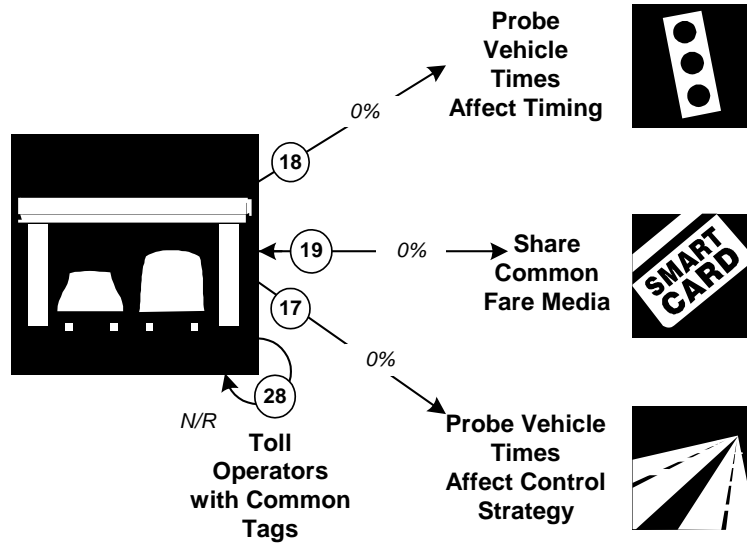 Probe
Vehicle
Times
Affect Timing
0%
18
19
0%
Share
Common
Fare Media
SMART
CARD
17
0%
28
N/R
Toll
Operators
with Common
Tags
Probe Vehicle
Times
Affect Control
Strategy